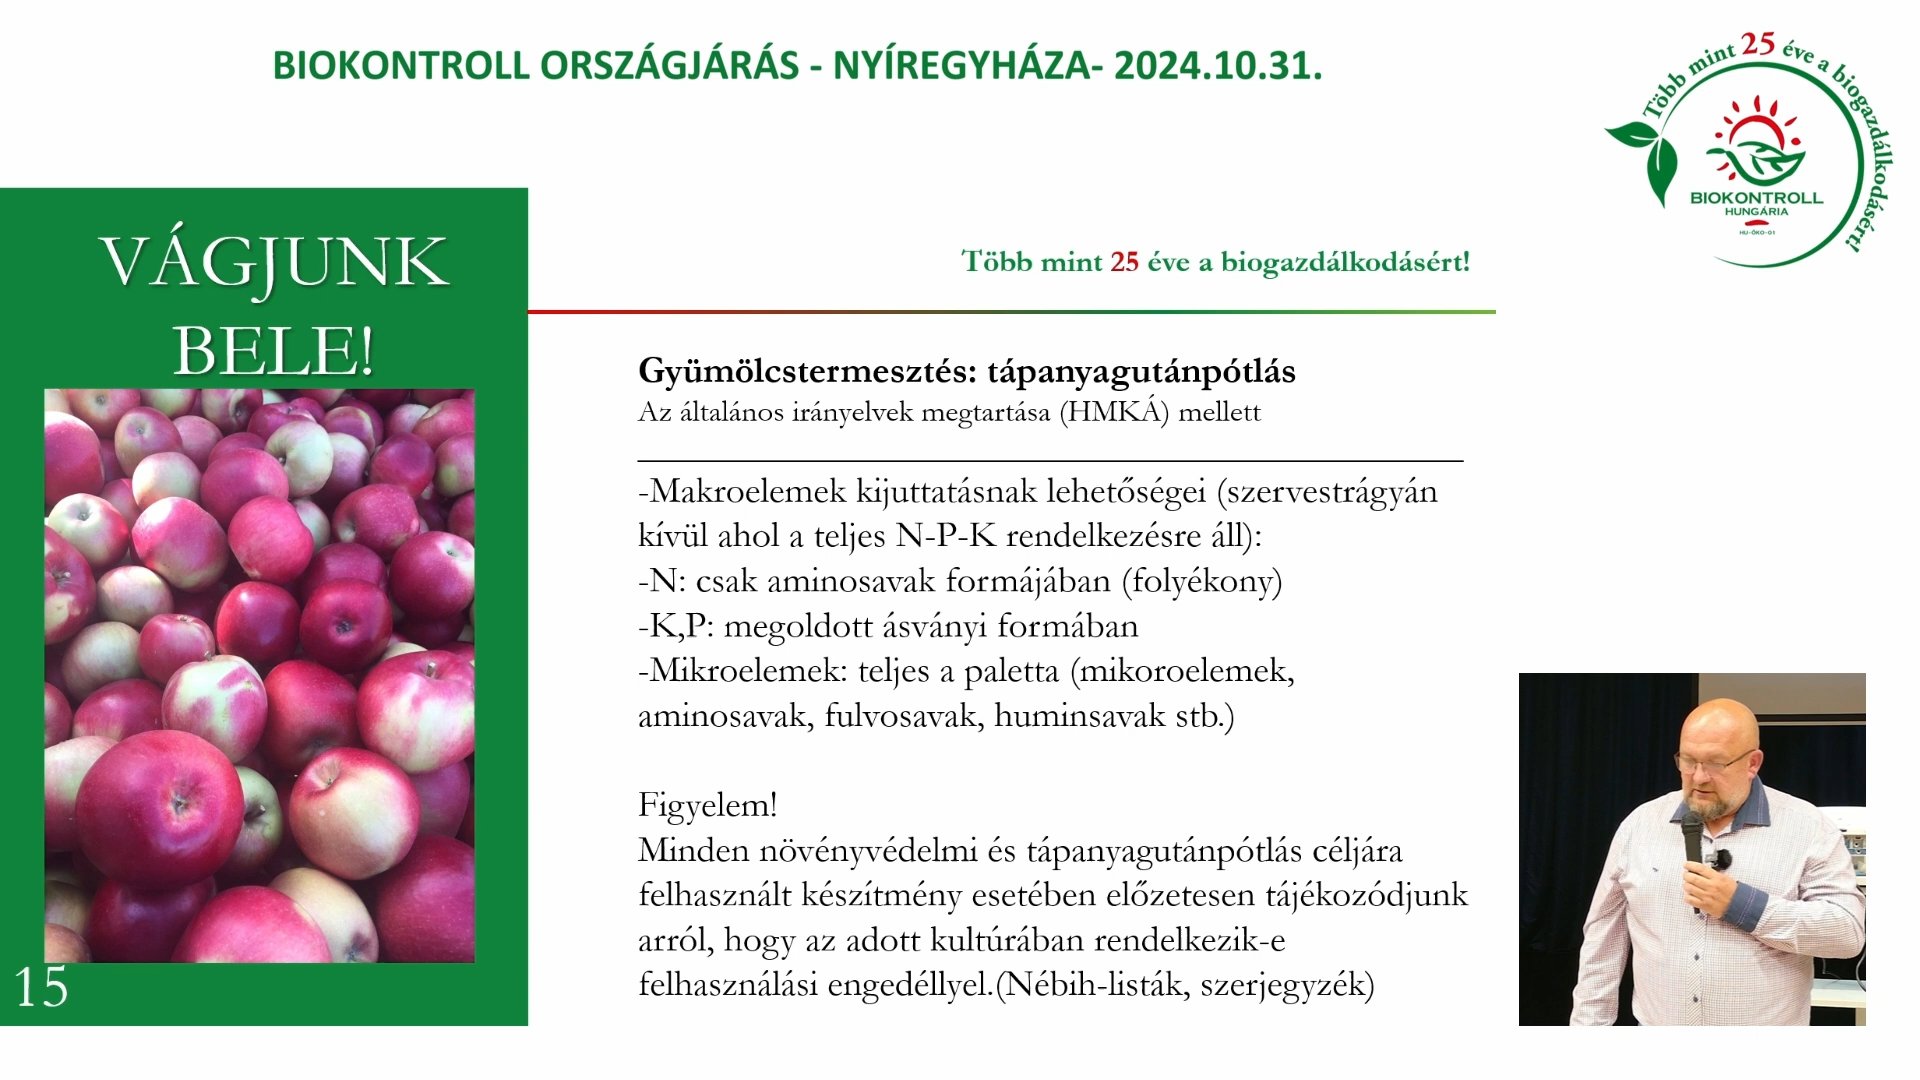 BIOKONTROLL ORSZÁGJÁRÁS - NYÍREGYHÁZA- 2024.10.31.
Több mint 25 éve a biogazdálkodásért!
BIOKONTROLL
HUNGÁRIA
HU-ÖKO-01
VÁGJUNK
BELE!
Több mint 25 éve a biogazdálkodásért!
Gyümölcstermesztés: tápanyagutánpótlás
Az általános irányelvek megtartása (HMKÁ) mellett
-Makroelemek kijuttatásnak lehetőségei (szervestrágyán
kívül ahol a teljes N-P-K rendelkezésre áll):
-N: csak aminosavak formájában (folyékony)
-K,P: megoldott ásványi formában
-Mikroelemek: teljes a paletta (mikoroelemek,
aminosavak, fulvosavak, huminsavak stb.)
Figyelem!
Minden növényvédelmi és tápanyagutánpótlás céljára
felhasznált készítmény esetében előzetesen tájékozódjunk
arról, hogy az adott kultúrában rendelkezik-e
felhasználási engedéllyel.(Nébih-listák, szerjegyzék)
15